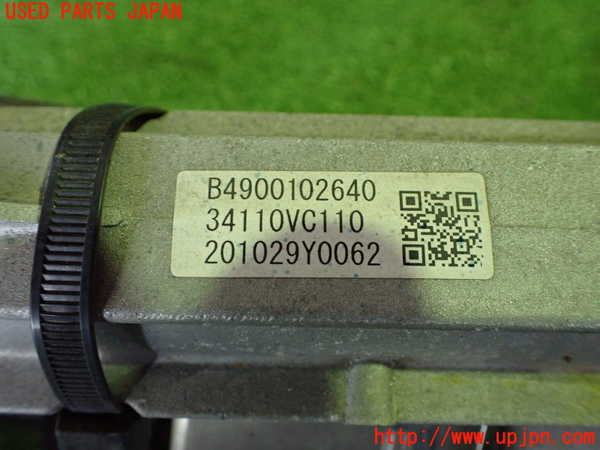 USED PARTS JAPAN
B4900102640
34110VC110
201029Y0062
http://www.upjpn.com/